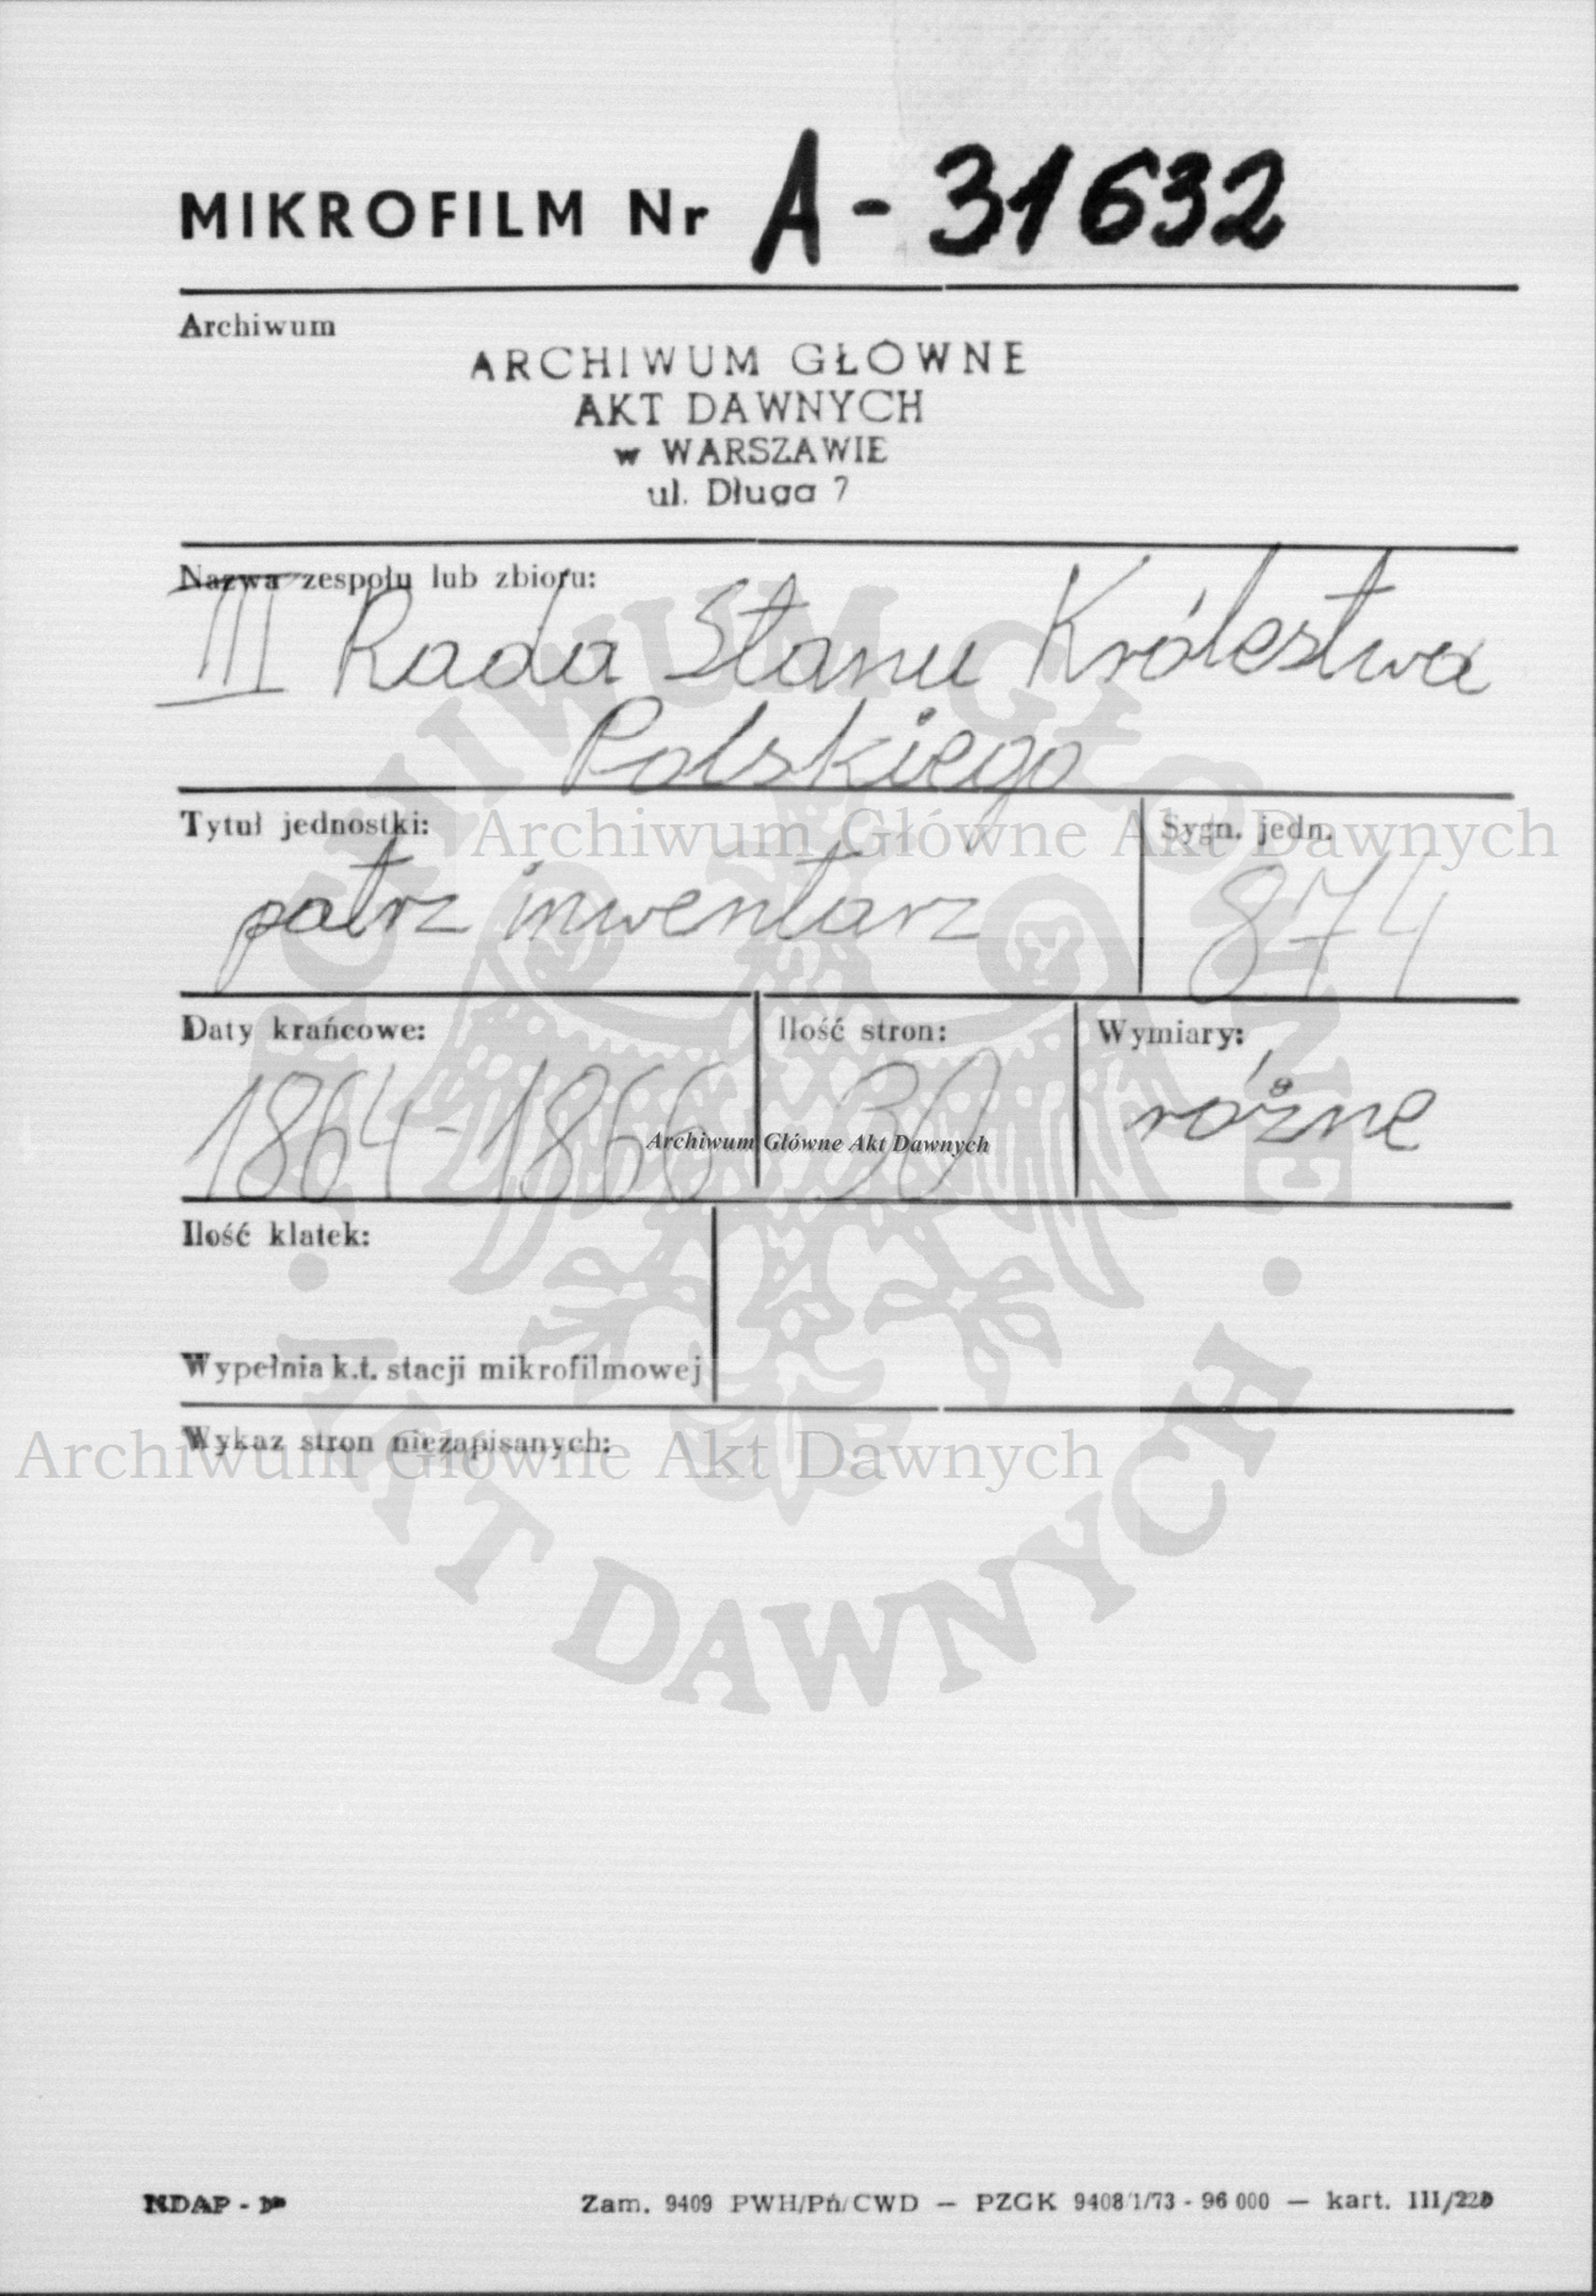 MIKROFILM Nr A - 31632
Archiwum
ARCHIWUM GŁOWNE
AKT DAWNYCH
w WARSZAWIE
ul. Długa 7
Nazwa zespołu lub zbioru:
III Rada Stanu Królestwa
Polskiego
Tytuł jednostki:
Sygn. jedn.
Archiwum Główne Akt Dawnych
patrz inwentarz
874
Daty krańcowe:
Ilość stron:
Wymiary:
1864-1866
30
różne
Archiwum Główne Akt Dawnych
Ilość klatek:
Wypełnia k.t. stacji mikrofilmowej
Wykaz stron niezapisanych:
Archiwum Główne Akt Dawnych
ARCHIWUM GŁÓWNE · AKT DAWNYCH ·
NDAP -
Zam. 9409 PWH/Pń/CWD — PZGK 9408/1/73 - 96 000 — kart. III/